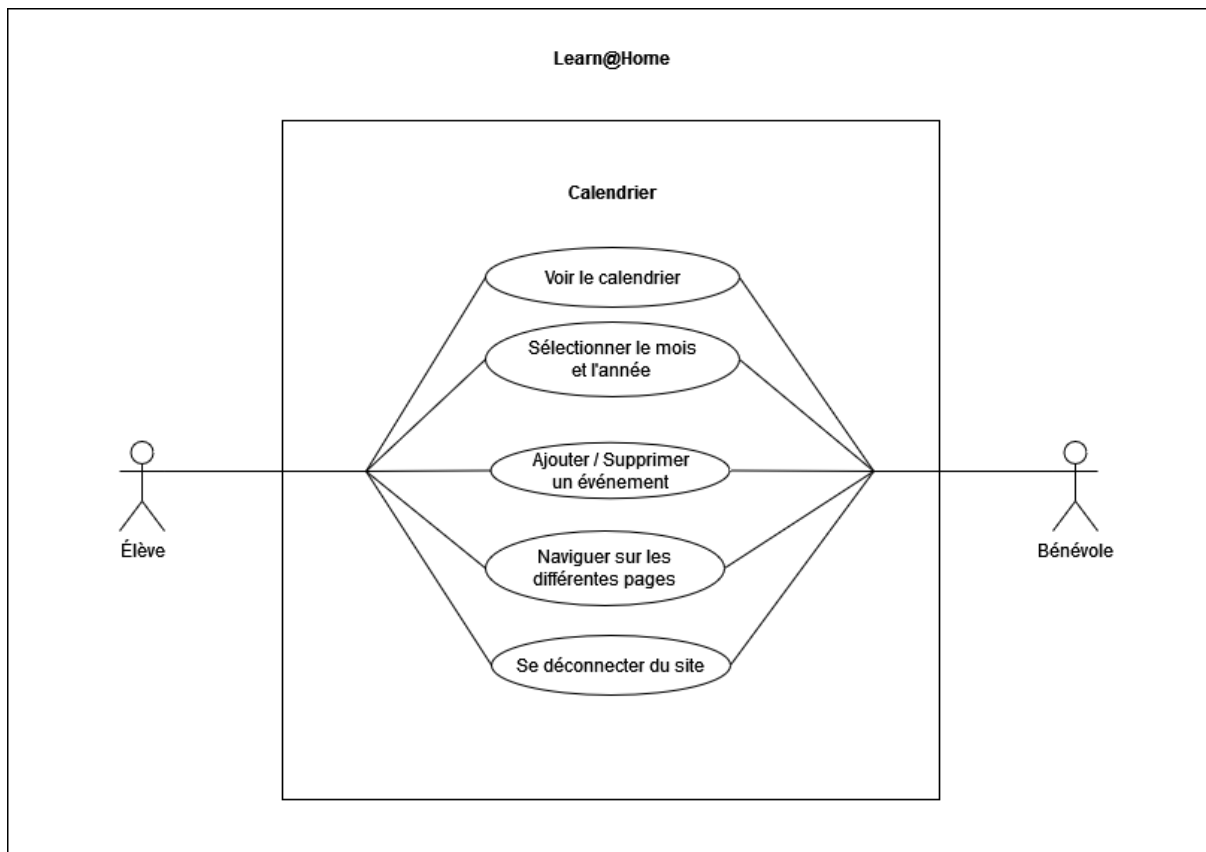 Learn@Home
Calendrier
Voir le calendrier
Sélectionner le mois
et l'année
Ajouter / Supprimer
un événement
Naviguer sur les
différentes pages
Se déconnecter du site
Élève
Bénévole